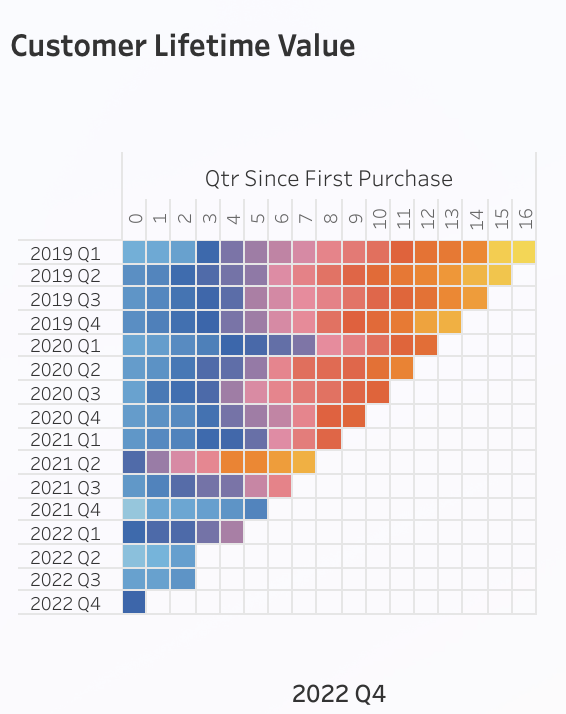 Customer Lifetime Value
Qtr Since First Purchase
0 1 2 3 4 5 6 7 8 9 10 11 12 13 14 15 16
2019 Q1
2019 Q2
2019 Q3
2019 Q4
2020 Q1
2020 Q2
2020 Q3
2020 Q4
2021 Q1
2021 Q2
2021 Q3
2021 Q4
2022 Q1
2022 Q2
2022 Q3
2022 Q4
2022 Q4